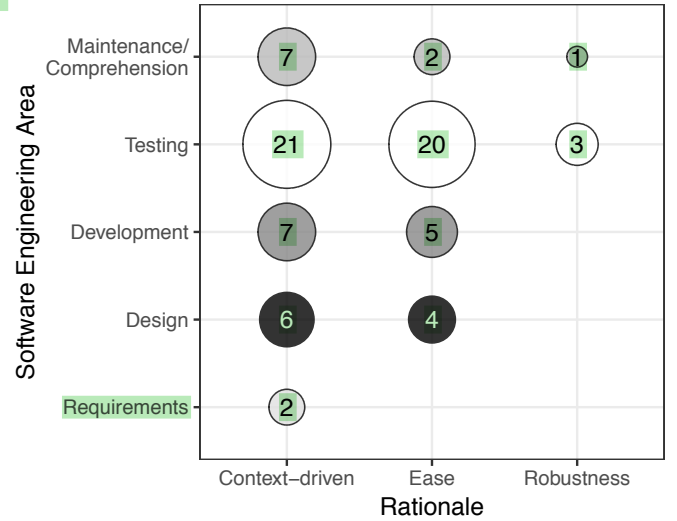 Maintenance/
Comprehension
7
2
1
Testing
21
20
3
Development
7
5
Design
6
4
Requirements
2
Context-driven
Ease
Robustness
Rationale
Software Engineering Area